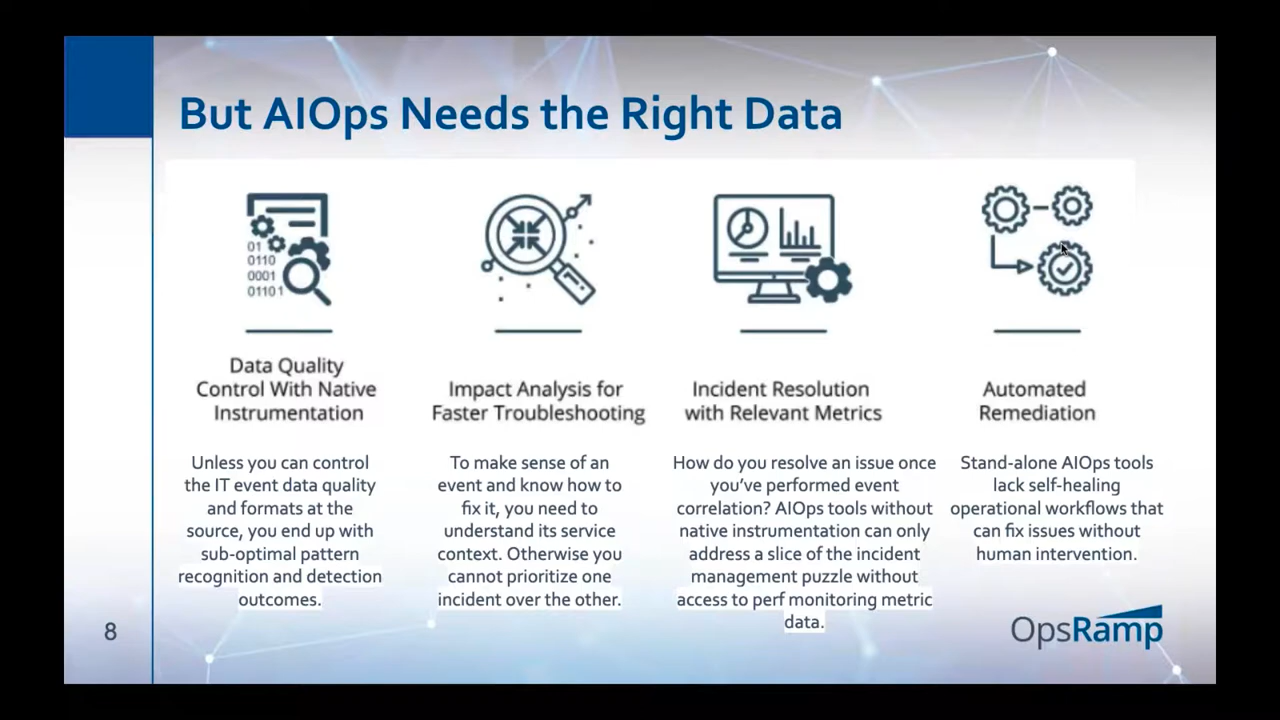 But AIOps Needs the Right Data
01
0110
0001
01101
Data Quality
Control With Native
Instrumentation
Unless you can control
the IT event data quality
and formats at the
source, you end up with
sub-optimal pattern
recognition and detection
outcomes.
Impact Analysis for
Faster Troubleshooting
To make sense of an
event and know how to
fix it, you need to
understand its service
context. Otherwise you
cannot prioritize one
incident over the other.
Incident Resolution
with Relevant Metrics
How do you resolve an issue once
you've performed event
correlation? AIOps tools without
native instrumentation can only
address a slice of the incident
management puzzle without
access to perf monitoring metric
data.
Automated
Remediation
Stand-alone AIOps tools
lack self-healing
operational workflows that
can fix issues without
human intervention.
8
OpsRamp